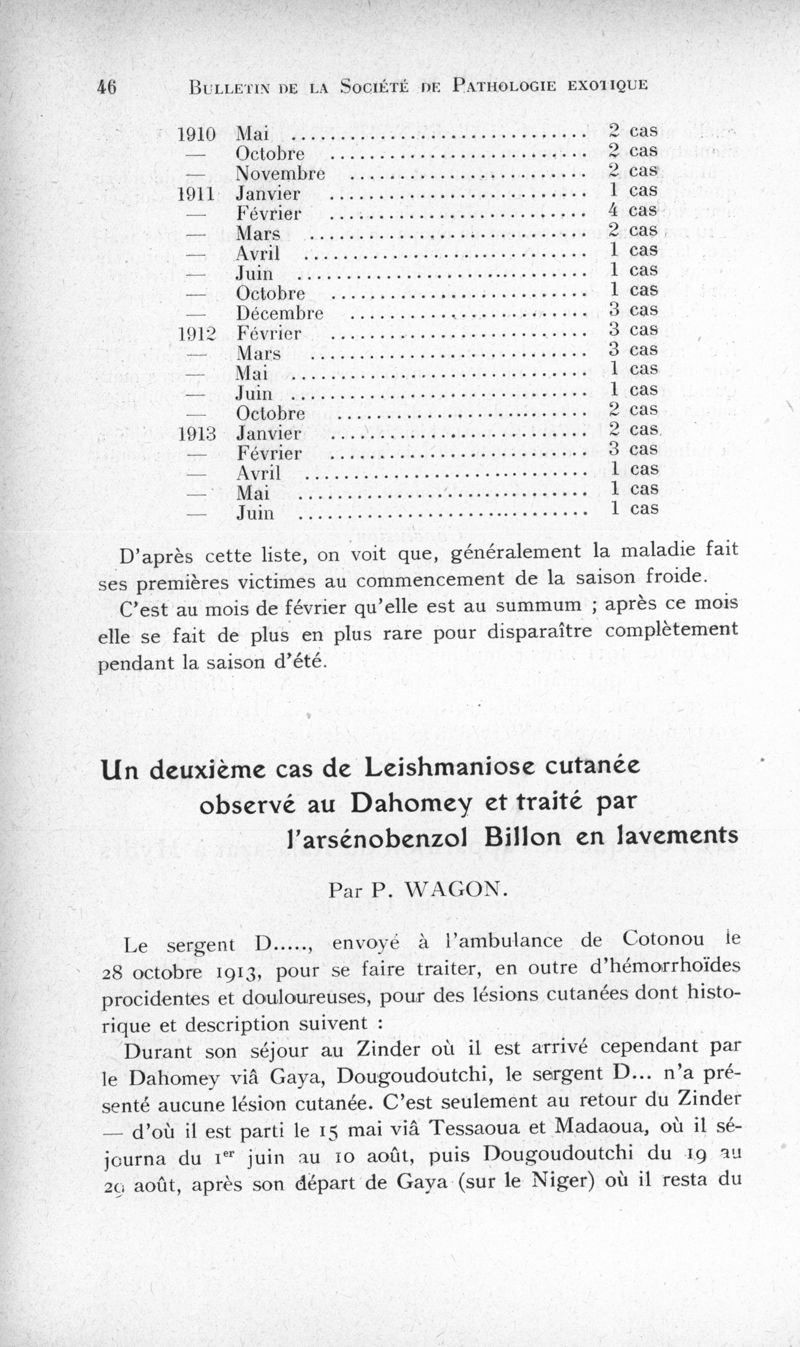 46 BULLETIN DE LA SOCIÉTÉ DE PATHOLOGIE EXOTIQUE
1910 Mai .............................. 2 cas
— Octobre .............................. 2 cas
— Novembre .............................. 2 cas
1911 Janvier .............................. 1 cas
— Février .............................. 4 cas
— Mars .............................. 2 cas
— Avril .............................. 1 cas
— Juin .............................. 1 cas
— Octobre .............................. 1 cas
— Décembre .............................. 3 cas
1912 Février .............................. 3 cas
— Mars .............................. 3 cas
— Mai .............................. 1 cas
— Juin .............................. 1 cas
— Octobre .............................. 2 cas
1913 Janvier .............................. 2 cas
— Février .............................. 3 cas
— Avril .............................. 1 cas
— Mai .............................. 1 cas
— Juin .............................. 1 cas
D'après cette liste, on voit que, généralement la maladie fait
ses premières victimes au commencement de la saison froide.
C'est au mois de février qu'elle est au summum ; après ce mois
elle se fait de plus en plus rare pour disparaître complètement
pendant la saison d'été.
Un deuxième cas de Leishmaniose cutanée
observé au Dahomey et traité par
l'arsénobenzol Billon en lavements
Par P. WAGON.
Le sergent D....., envoyé à l'ambulance de Cotonou le
28 octobre 1913, pour se faire traiter, en outre d'hémorrhoïdes
procidentes et douloureuses, pour des lésions cutanées dont histo-
rique et description suivent :
Durant son séjour au Zinder où il est arrivé cependant par
le Dahomey viâ Gaya, Dougoudoutchi, le sergent D... n'a pré-
senté aucune lésion cutanée. C'est seulement au retour du Zinder
— d'où il est parti le 15 mai viâ Tessaoua et Madaoua, où il sé-
journa du 1er juin au 10 août, puis Dougoudoutchi du 19 au
29 août, après son départ de Gaya (sur le Niger) où il resta du